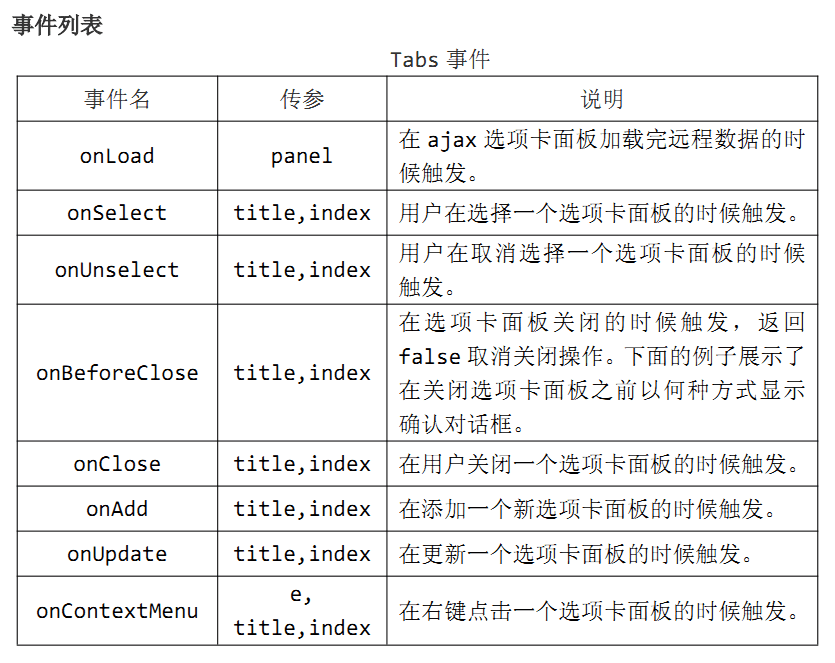 事件列表
Tabs 事件
事件名 传参 说明
onLoad panel 在 ajax 选项卡面板加载完远程数据的时
候触发。
onSelect title,index 用户在选择一个选项卡面板的时候触发。
onUnselect title,index 用户在取消选择一个选项卡面板的时候
触发。
onBeforeClose title,index 在选项卡面板关闭的时候触发，返回
false 取消关闭操作。下面的例子展示了
在关闭选项卡面板之前以何种方式显示
确认对话框。
onClose title,index 在用户关闭一个选项卡面板的时候触发。
onAdd title,index 在添加一个新选项卡面板的时候触发。
onUpdate title,index 在更新一个选项卡面板的时候触发。
onContextMenu e,
title,index 在右键点击一个选项卡面板的时候触发。